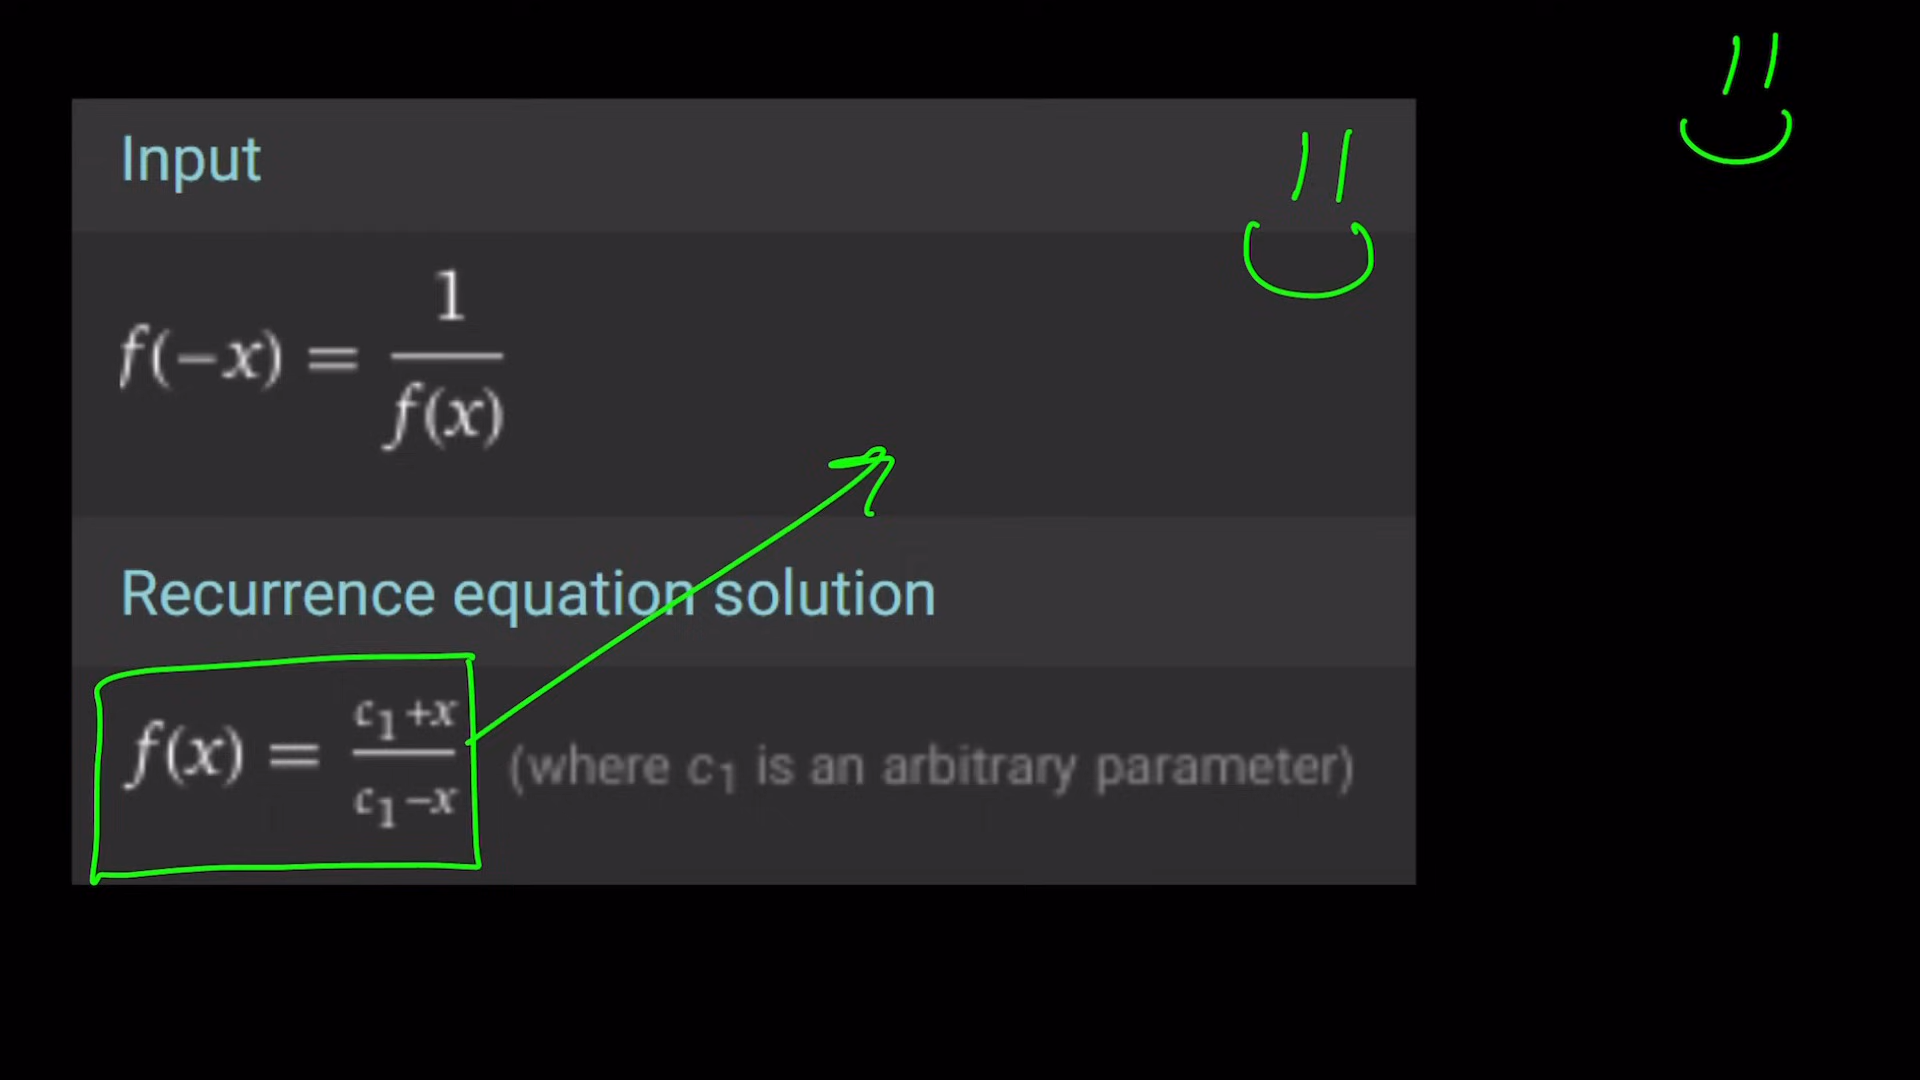 Input
f(−x) = 1/f(x)
Recurrence equation solution
f(x) = c₁+x/c₁−x (where c₁ is an arbitrary parameter)